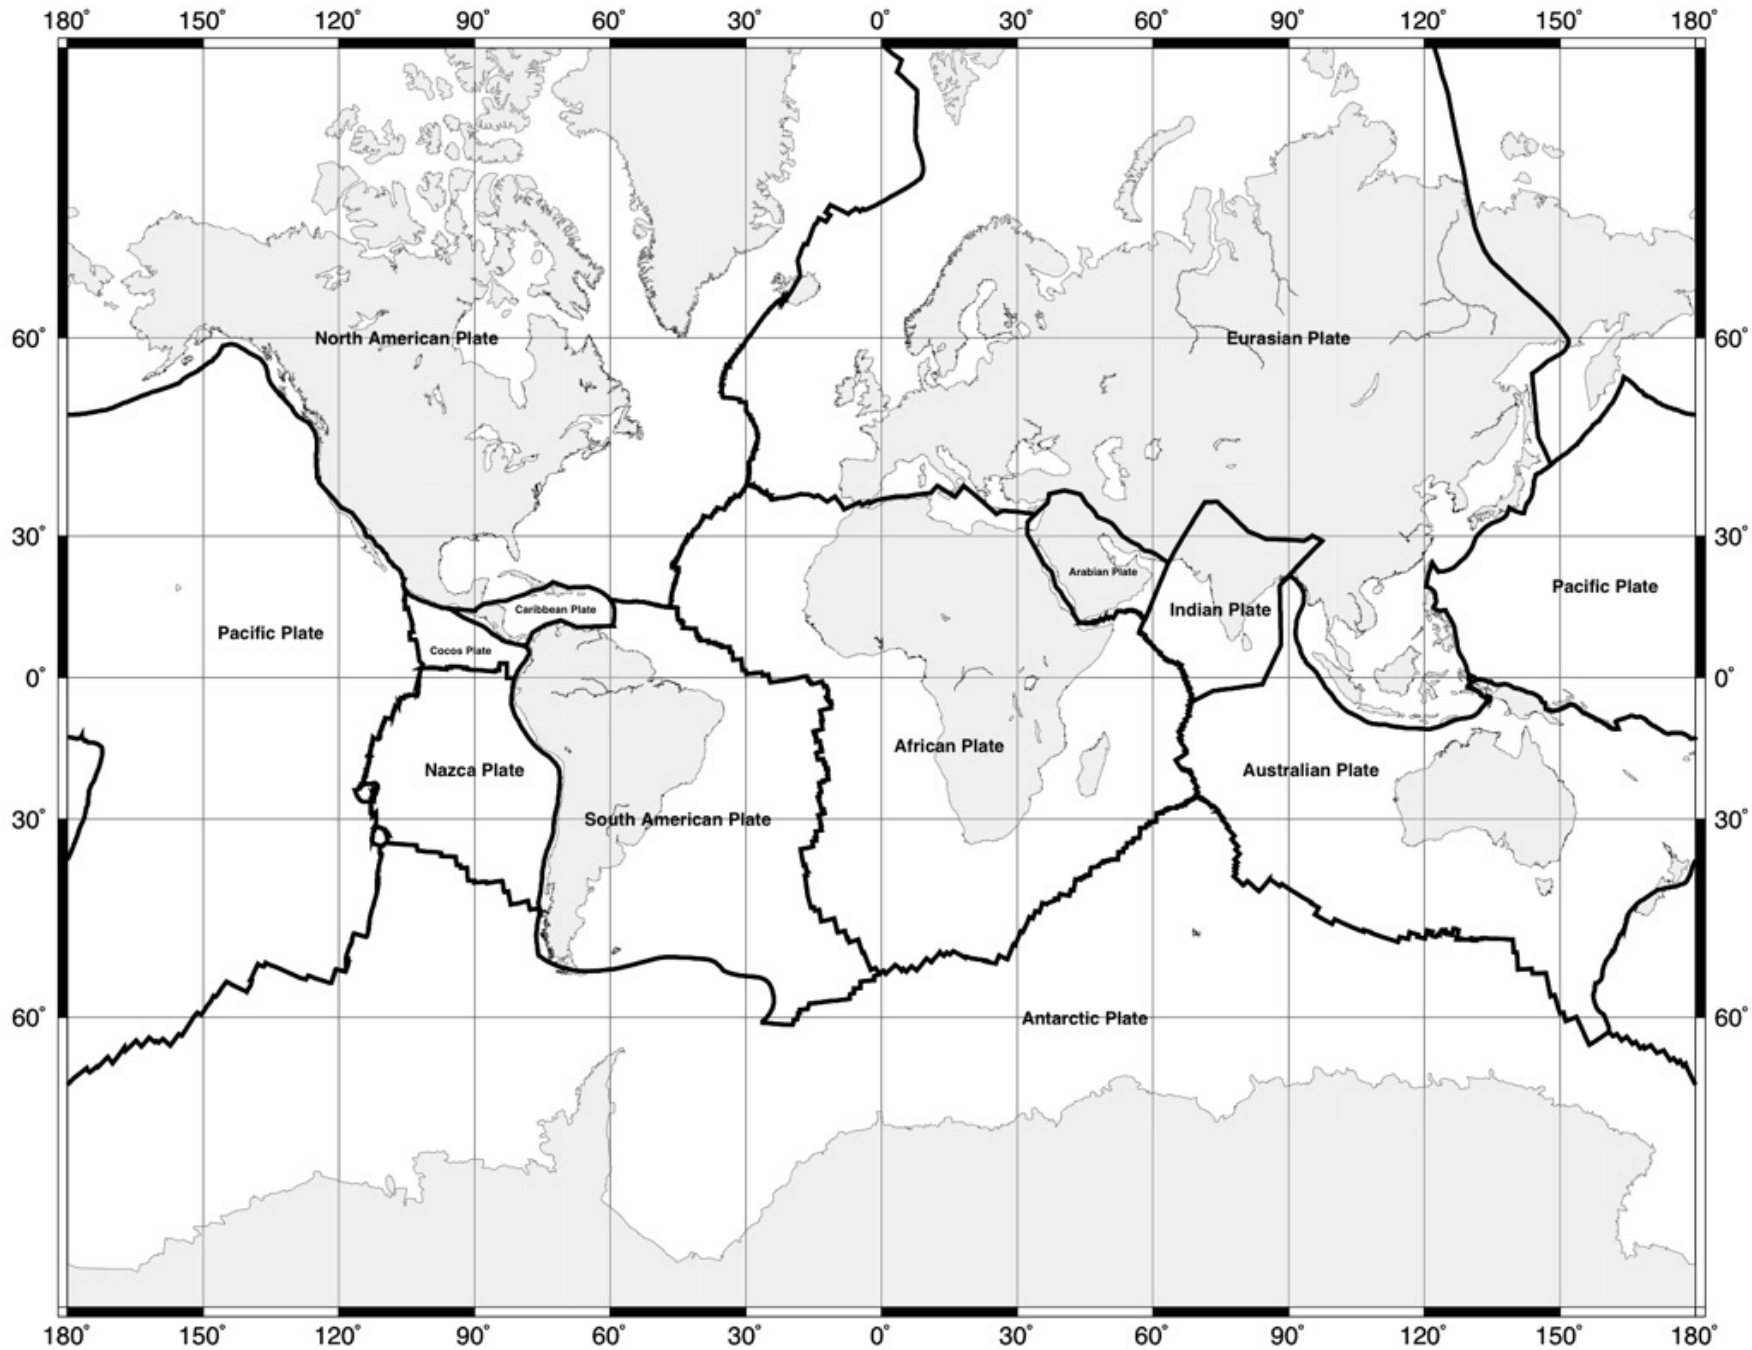 180° 150° 120° 90° 60° 30° 0° 30° 60° 90° 120° 150° 180°
60° North American Plate Eurasian Plate 60°
30° 30°
Arabian Plate
Pacific Plate
Caribbean Plate Indian Plate
Pacific Plate
Cocos Plate
0° 0°
African Plate
Nazca Plate Australian Plate
30° South American Plate 30°
60° Antarctic Plate 60°
180° 150° 120° 90° 60° 30° 0° 30° 60° 90° 120° 150° 180°